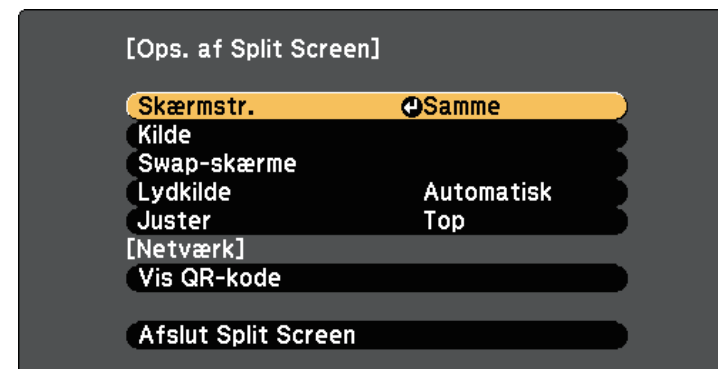 [Ops. af Split Screen]
Skærmstr. Samme
Kilde
Swap-skærme
Lydkilde Automatisk
Juster Top
[Netværk]
Vis QR-kode
Afslut Split Screen